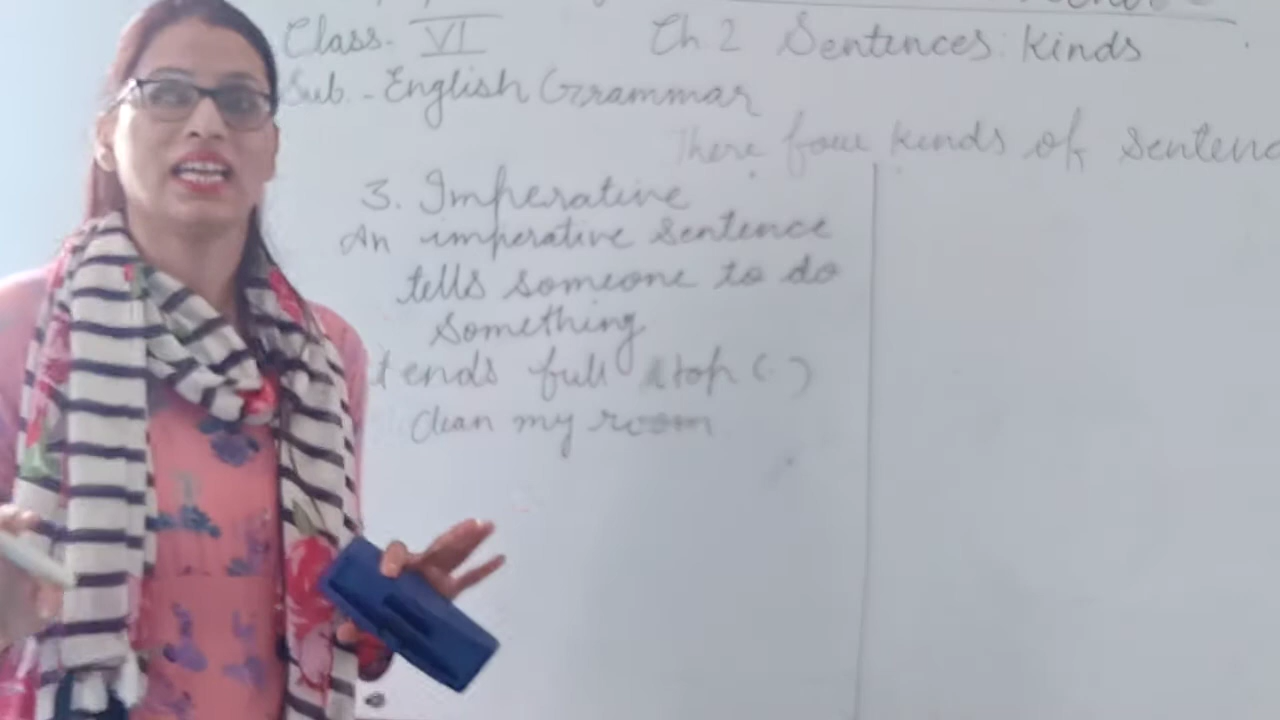 Class- VI
Ch 2 Sentences: Kinds
Sub.- English Grammar
There four kinds of Sentenc
3. Imperative
An imperative sentence
tells someone to do
something
t ends full stop (.)
Clean my room